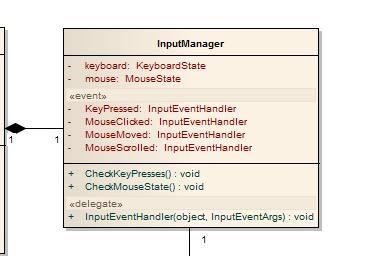 InputManager
- keyboard: KeyboardState
- mouse: MouseState
«event»
- KeyPressed: InputEventHandler
- MouseClicked: InputEventHandler
- MouseMoved: InputEventHandler
- MouseScrolled: InputEventHandler
1 1
+ CheckKeyPresses() : void
+ CheckMouseState() : void
«delegate»
+ InputEventHandler(object, InputEventArgs) : void
1